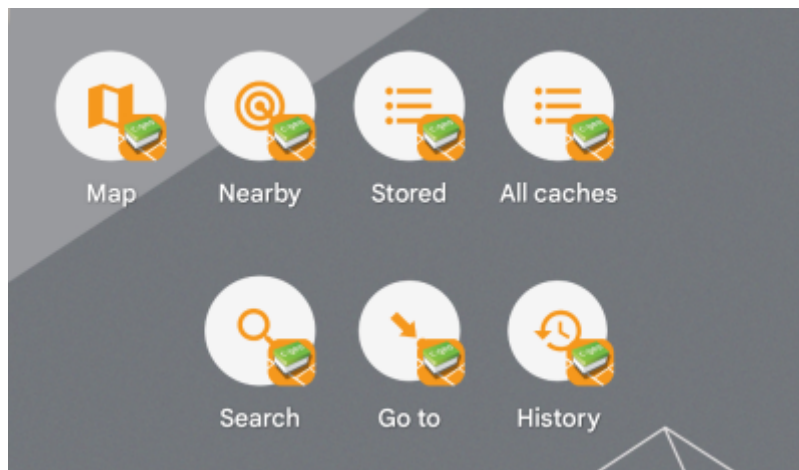 Map
Nearby
Stored
All caches
Search
Go to
History